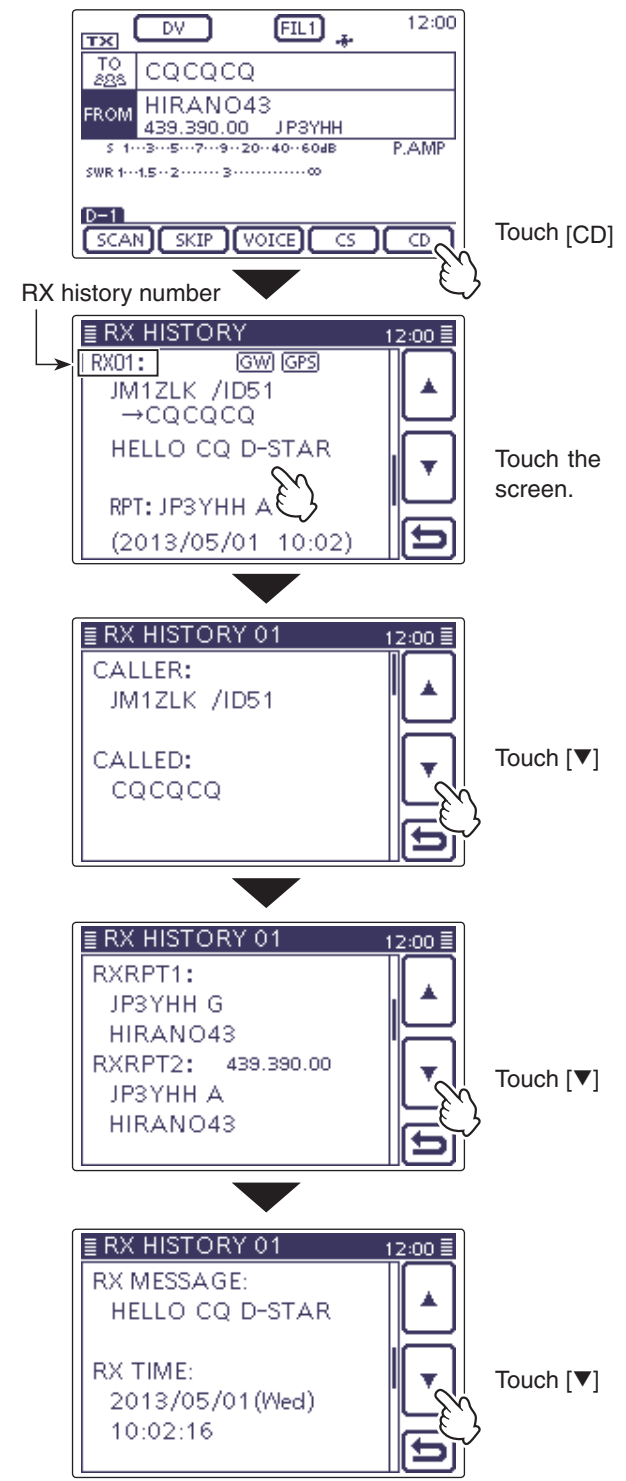 TX DV FIL1 12:00
TO CQCQCQ
FROM HIRANO43
439.390.00 JP3YHH
S 1···3···5···7···9··20··40··60dB P.AMP
SWR 1···1.5··2······· 3·············∞
D-1
SCAN SKIP VOICE CS CD
Touch [CD]
RX history number
RX HISTORY 12:00
RX01: GW GPS
JM1ZLK /ID51
→CQCQCQ
HELLO CQ D-STAR
RPT: JP3YHH A
(2013/05/01 10:02)
▲
▼
Touch the
screen.
RX HISTORY 01 12:00
CALLER:
JM1ZLK /ID51
CALLED:
CQCQCQ
▲
▼
Touch [▼]
RX HISTORY 01 12:00
RXRPT1:
JP3YHH G
HIRANO43
RXRPT2: 439.390.00
JP3YHH A
HIRANO43
▲
▼
Touch [▼]
RX HISTORY 01 12:00
RX MESSAGE:
HELLO CQ D-STAR
RX TIME:
2013/05/01(Wed)
10:02:16
▲
▼
Touch [▼]